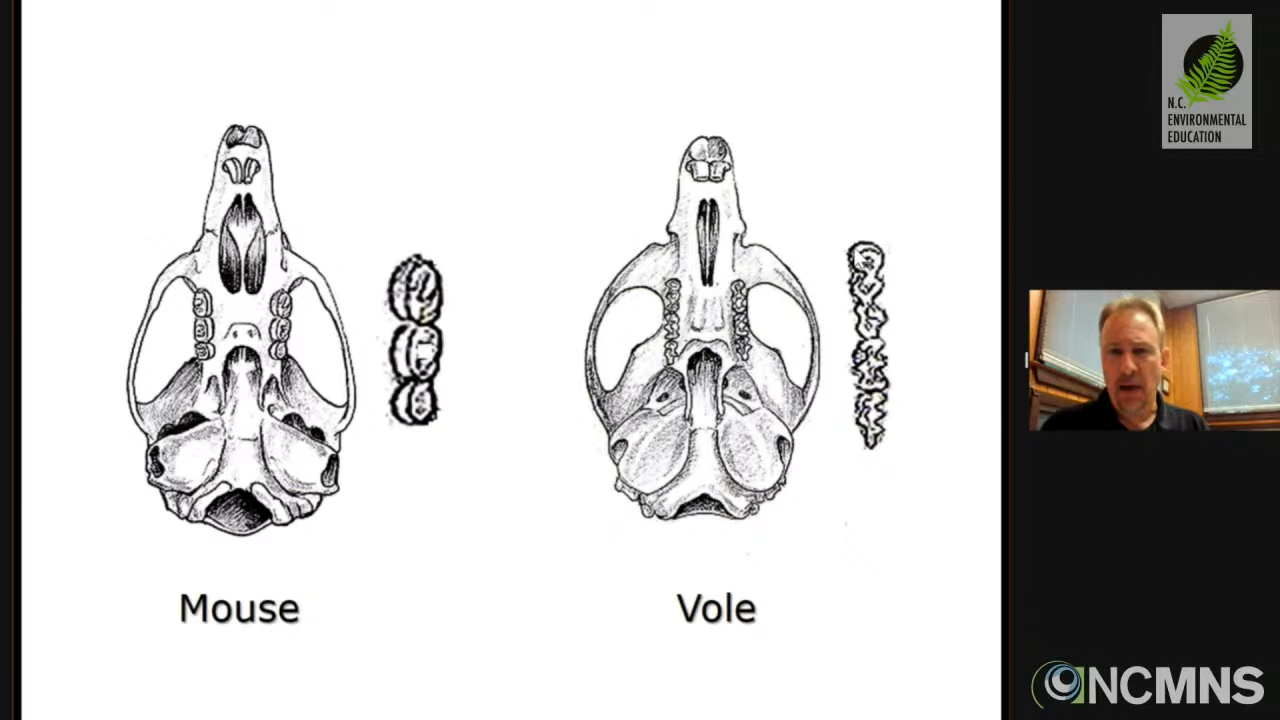 N.C.
ENVIRONMENTAL
EDUCATION
Mouse
Vole
NCMNS